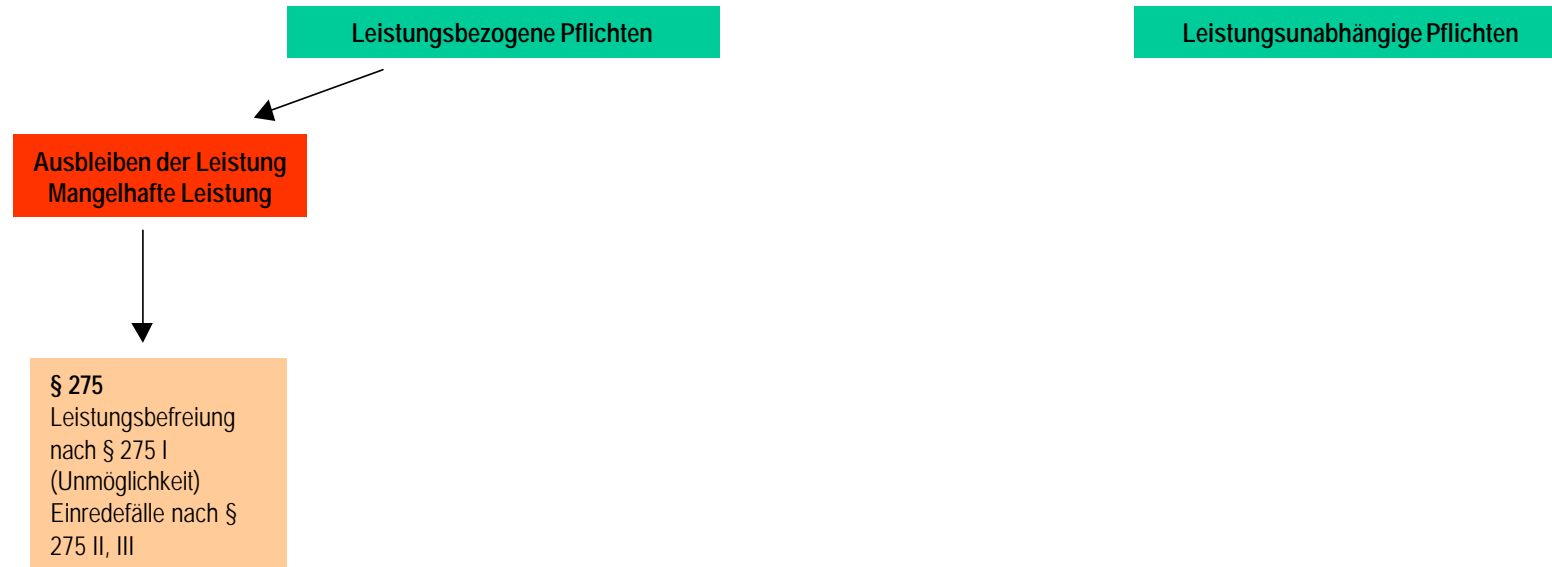 Leistungsbezogene Pflichten
Leistungsunabhängige Pflichten
Ausbleiben der Leistung
Mangelhafte Leistung
§ 275
Leistungsbefreiung
nach § 275 I
(Unmöglichkeit)
Einredefälle nach §
275 II, III